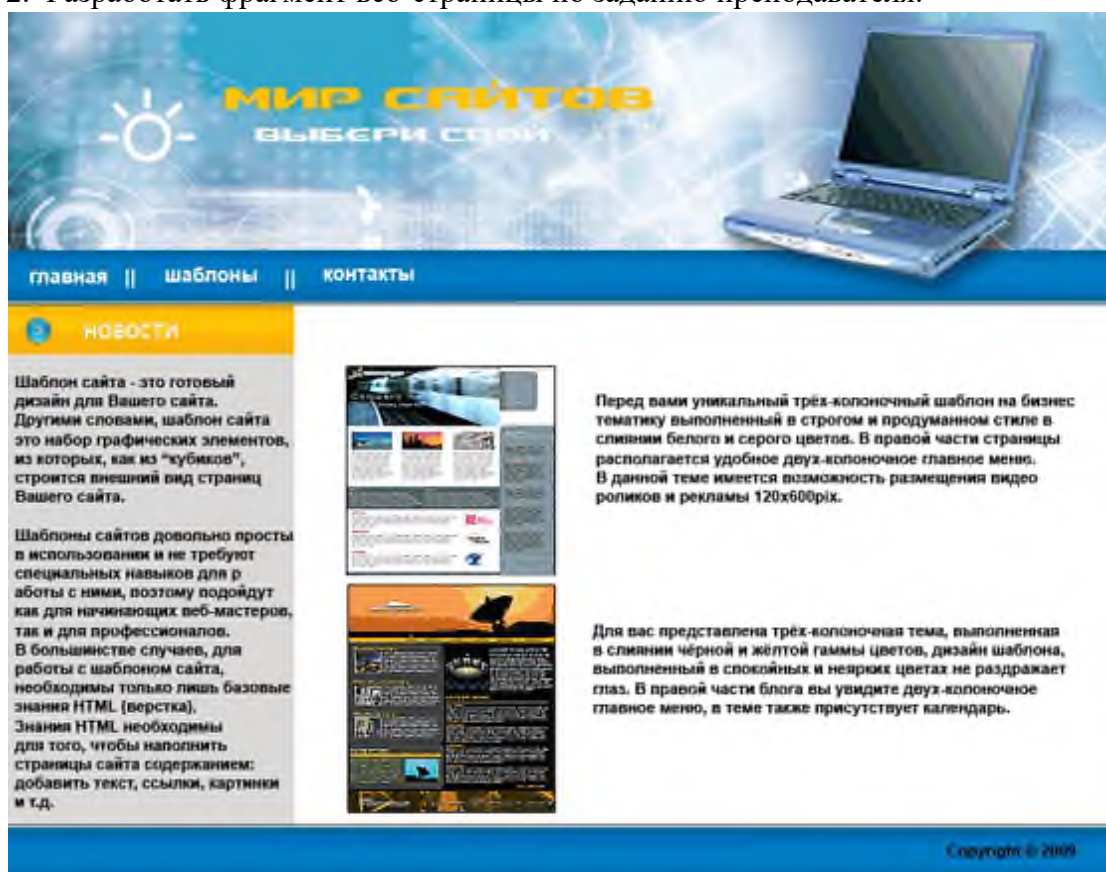 2. Разработать фрагмент веб-страницы по заданию преподавателя.
МИР САЙТОВ
ВЫБЕРИ СВОЙ
главная || шаблоны || контакты
НОВОСТИ
Шаблон сайта - это готовый
дизайн для Вашего сайта.
Другими словами, шаблон сайта
это набор графических элементов,
из которых, как из “кубиков”,
строится внешний вид страниц
Вашего сайта.
Шаблоны сайтов довольно просты
в использовании и не требуют
специальных навыков для р
аботы с ними, поэтому подойдут
как для начинающих веб-мастеров,
так и для профессионалов.
В большинстве случаев, для
работы с шаблоном сайта,
необходимы только лишь базовые
знания HTML (верстка).
Знания HTML необходимы
для того, чтобы наполнить
страницы сайта содержанием:
добавить текст, ссылки, картинки
и т.д.
Перед вами уникальный трёх-колоночный шаблон на бизнес
тематику выполненный в строгом и продуманном стиле в
слиянии белого и серого цветов. В правой части страницы
располагается удобное двух-колоночное главное меню.
В данной теме имеется возможность размещения видео
роликов и рекламы 120x600pix.
Для вас представлена трёх-колоночная тема, выполненная
в слиянии чёрной и жёлтой гаммы цветов, дизайн шаблона,
выполненный в спокойных и неярких цветах не раздражает
глаз. В правой части блога вы увидите двух-колоночное
главное меню, в теме также присутствует календарь.
Copyright © 2009